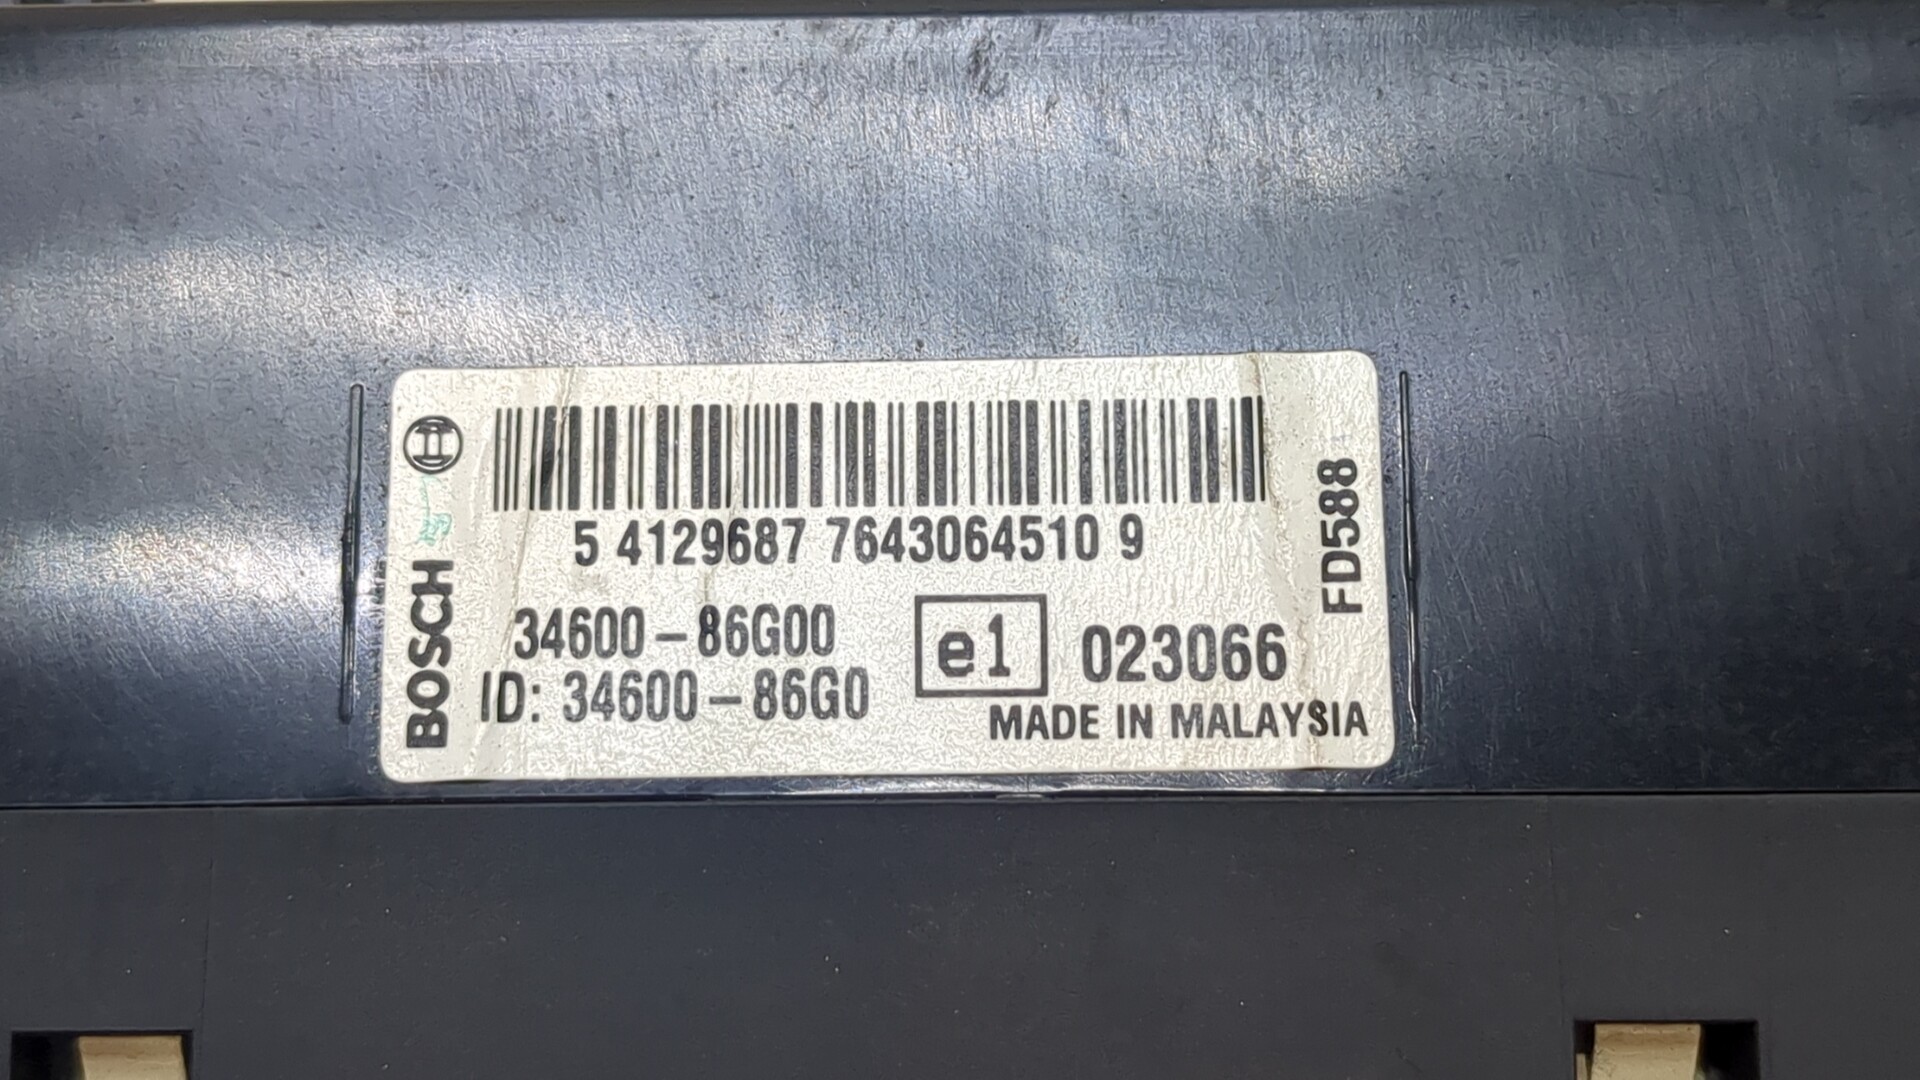 BOSCH
5 4129687 7643064510 9
34600-86G00
ID: 34600-86G0
e1
023066
MADE IN MALAYSIA
FD588